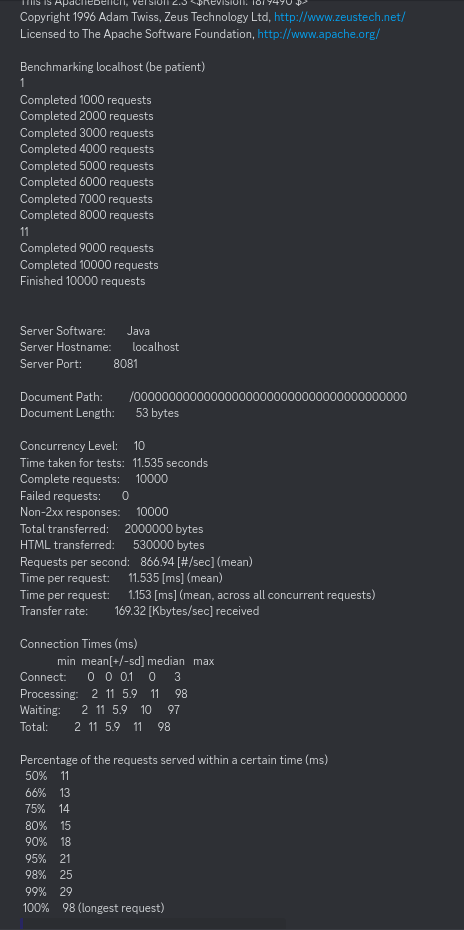 This is ApacheBench, Version 2.3 <$Revision: 1879490 $>
Copyright 1996 Adam Twiss, Zeus Technology Ltd, http://www.zeustech.net/
Licensed to The Apache Software Foundation, http://www.apache.org/

Benchmarking localhost (be patient)
1
Completed 1000 requests
Completed 2000 requests
Completed 3000 requests
Completed 4000 requests
Completed 5000 requests
Completed 6000 requests
Completed 7000 requests
Completed 8000 requests
11
Completed 9000 requests
Completed 10000 requests
Finished 10000 requests

Server Software: Java
Server Hostname: localhost
Server Port: 8081

Document Path: /000000000000000000000000000000000000000
Document Length: 53 bytes

Concurrency Level: 10
Time taken for tests: 11.535 seconds
Complete requests: 10000
Failed requests: 0
Non-2xx responses: 10000
Total transferred: 2000000 bytes
HTML transferred: 530000 bytes
Requests per second: 866.94 [#/sec] (mean)
Time per request: 11.535 [ms] (mean)
Time per request: 1.153 [ms] (mean, across all concurrent requests)
Transfer rate: 169.32 [Kbytes/sec] received

Connection Times (ms)
min mean[+/-sd] median max
Connect: 0 0 0.1 0 3
Processing: 2 11 5.9 11 98
Waiting: 2 11 5.9 10 97
Total: 2 11 5.9 11 98

Percentage of the requests served within a certain time (ms)
50% 11
66% 13
75% 14
80% 15
90% 18
95% 21
98% 25
99% 29
100% 98 (longest request)